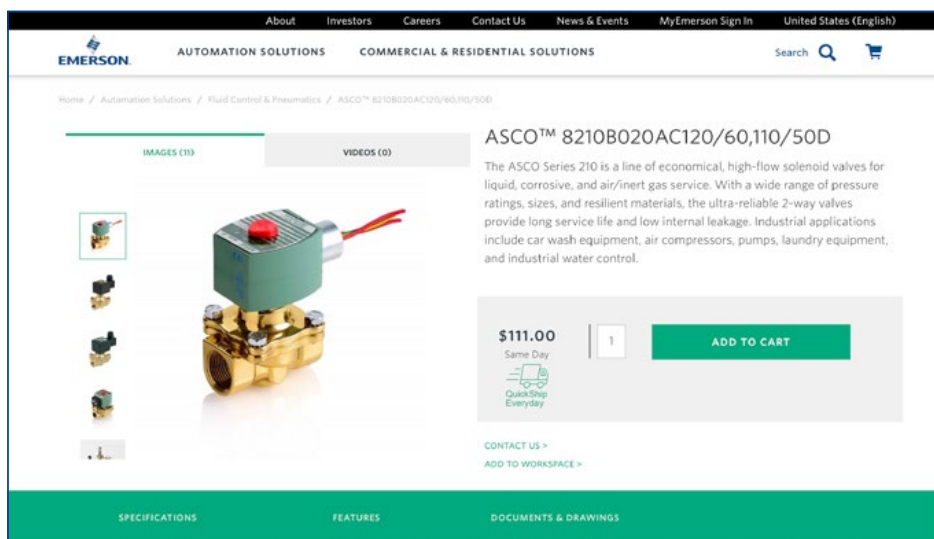 About Investors Careers Contact Us News & Events MyEmerson Sign In United States (English)
EMERSON. AUTOMATION SOLUTIONS COMMERCIAL & RESIDENTIAL SOLUTIONS Search
Home / Automation Solutions / Fluid Control & Pneumatics / ASCO™ 8210B020AC120/60,110/50D
IMAGES (11) VIDEOS (0)
ASCO™ 8210B020AC120/60,110/50D
The ASCO Series 210 is a line of economical, high-flow solenoid valves for
liquid, corrosive, and air/inert gas service. With a wide range of pressure
ratings, sizes, and resilient materials, the ultra-reliable 2-way valves
provide long service life and low internal leakage. Industrial applications
include car wash equipment, air compressors, pumps, laundry equipment,
and industrial water control.
$111.00 1 ADD TO CART
Same Day
QuickShip
Everyday
CONTACT US >
ADD TO WORKSPACE >
SPECIFICATIONS FEATURES DOCUMENTS & DRAWINGS